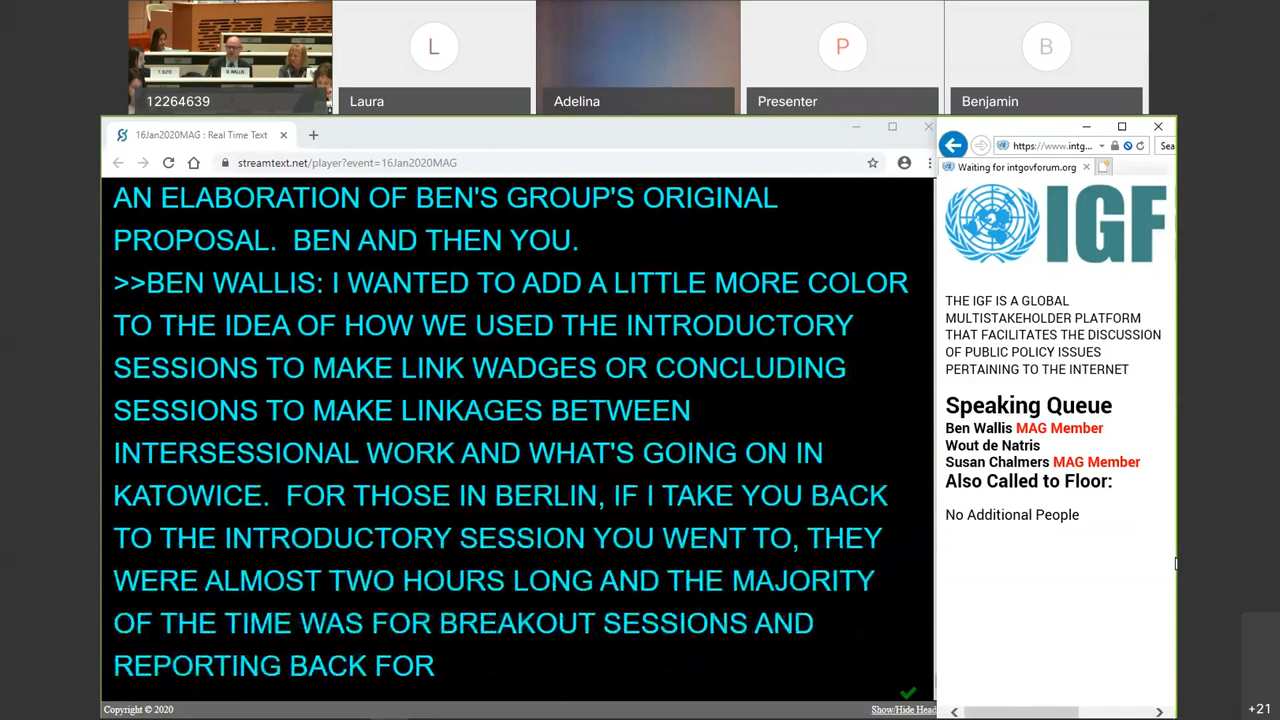 T. SUTO
B. WALLIS
12264639
L
Laura
Adelina
P
Presenter
B
Benjamin
16Jan2020MAG : Real Time Text
streamtext.net/player?event=16Jan2020MAG
AN ELABORATION OF BEN'S GROUP'S ORIGINAL
PROPOSAL.  BEN AND THEN YOU.
>>BEN WALLIS: I WANTED TO ADD A LITTLE MORE COLOR
TO THE IDEA OF HOW WE USED THE INTRODUCTORY
SESSIONS TO MAKE LINK WADGES OR CONCLUDING
SESSIONS TO MAKE LINKAGES BETWEEN
INTERSESSIONAL WORK AND WHAT'S GOING ON IN
KATOWICE.  FOR THOSE IN BERLIN, IF I TAKE YOU BACK
TO THE INTRODUCTORY SESSION YOU WENT TO, THEY
WERE ALMOST TWO HOURS LONG AND THE MAJORITY
OF THE TIME WAS FOR BREAKOUT SESSIONS AND
REPORTING BACK FOR
Copyright © 2020
Show/Hide Head
https://www.intg...
Sea
Waiting for intgovforum.org
IGF
THE IGF IS A GLOBAL
MULTISTAKEHOLDER PLATFORM
THAT FACILITATES THE DISCUSSION
OF PUBLIC POLICY ISSUES
PERTAINING TO THE INTERNET
Speaking Queue
Ben Wallis MAG Member
Wout de Natris
Susan Chalmers MAG Member
Also Called to Floor:
No Additional People
+21